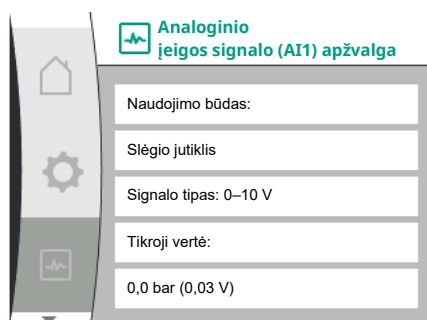 Analoginio
įeigos signalo (AI1) apžvalga
Naudojimo būdas:
Slėgio jutiklis
Signalo tipas: 0–10 V
Tikroji vertė:
0,0 bar (0,03 V)